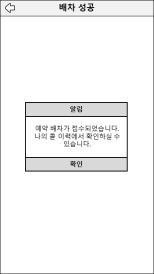 배차 성공
알림
예약 배차가 접수되었습니다.
나의 콜 이력에서 확인하실 수
있습니다.
확인